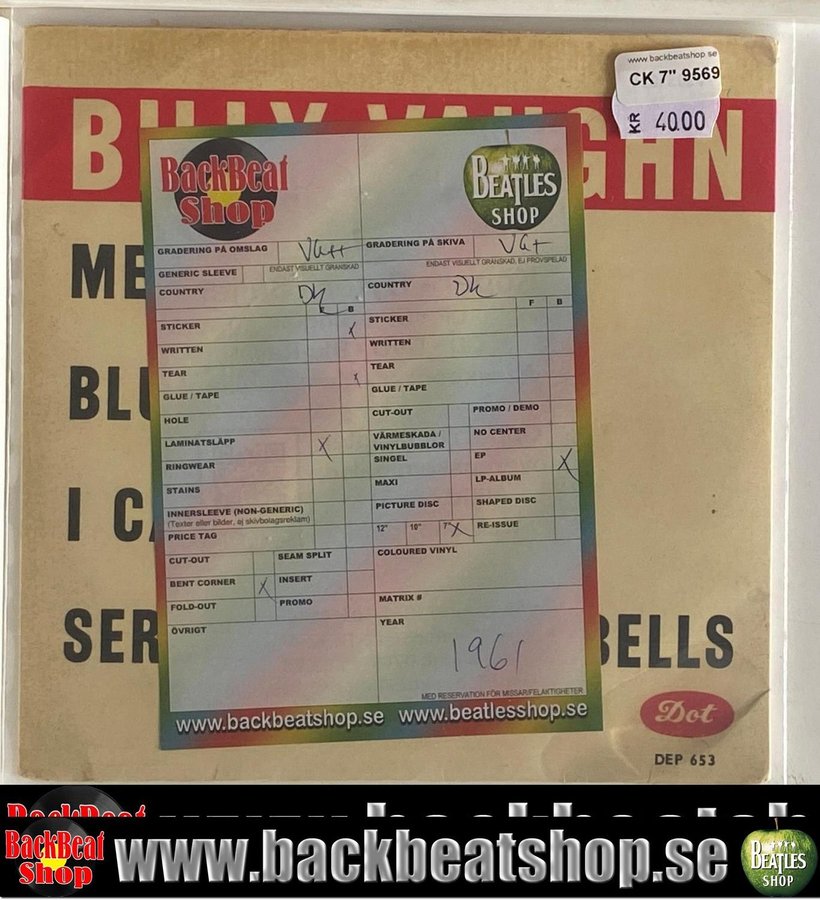 www.backbeatshop.se
CK 7" 9569
KR 40.00
BILLY VAUGHN
ME
BLU
I CA
SER BELLS
Dot
DEP 653
BackBeat
Shop
BEATLES
SHOP
GRADERING PÅ OMSLAG VG++
ENDAST VISUELLT GRANSKAD
GENERIC SLEEVE
COUNTRY DK
F B
STICKER X
WRITTEN
TEAR X
GLUE / TAPE
HOLE
LAMINATSLÄPP X
RINGWEAR
STAINS
INNERSLEEVE (NON-GENERIC)
(Texter eller bilder, ej skivbolagsreklam)
PRICE TAG
CUT-OUT SEAM SPLIT
BENT CORNER X INSERT
FOLD-OUT PROMO
ÖVRIGT
GRADERING PÅ SKIVA VG+
ENDAST VISUELLT GRANSKAD, EJ PROVSPELAD
COUNTRY DK
F B
STICKER
WRITTEN
TEAR
GLUE / TAPE
CUT-OUT PROMO / DEMO
VÄRMESKADA / NO CENTER
VINYLBUBBLOR
SINGEL EP X
MAXI LP-ALBUM
PICTURE DISC SHAPED DISC
12" 10" 7" X RE-ISSUE
COLOURED VINYL
MATRIX #
YEAR
1961
MED RESERVATION FÖR MISSAR/FELAKTIGHETER
www.backbeatshop.se www.beatlesshop.se
BackBeat
Shop
www.backbeatshop.se
BEATLES
SHOP